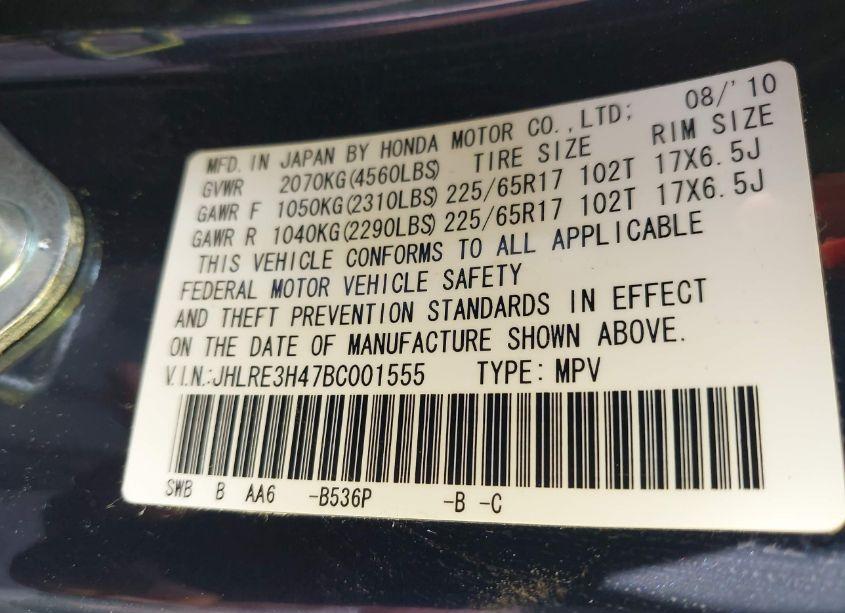 MFD. IN JAPAN BY HONDA MOTOR CO.,LTD; 08/'10
GVWR 2070KG(4560LBS) TIRE SIZE RIM SIZE
GAWR F 1050KG(2310LBS) 225/65R17 102T 17X6.5J
GAWR R 1040KG(2290LBS) 225/65R17 102T 17X6.5J
THIS VEHICLE CONFORMS TO ALL APPLICABLE
FEDERAL MOTOR VEHICLE SAFETY
AND THEFT PREVENTION STANDARDS IN EFFECT
ON THE DATE OF MANUFACTURE SHOWN ABOVE.
V.I.N.:JHLRE3H47BC001555 TYPE: MPV
SWB B AA6 -B536P -B -C